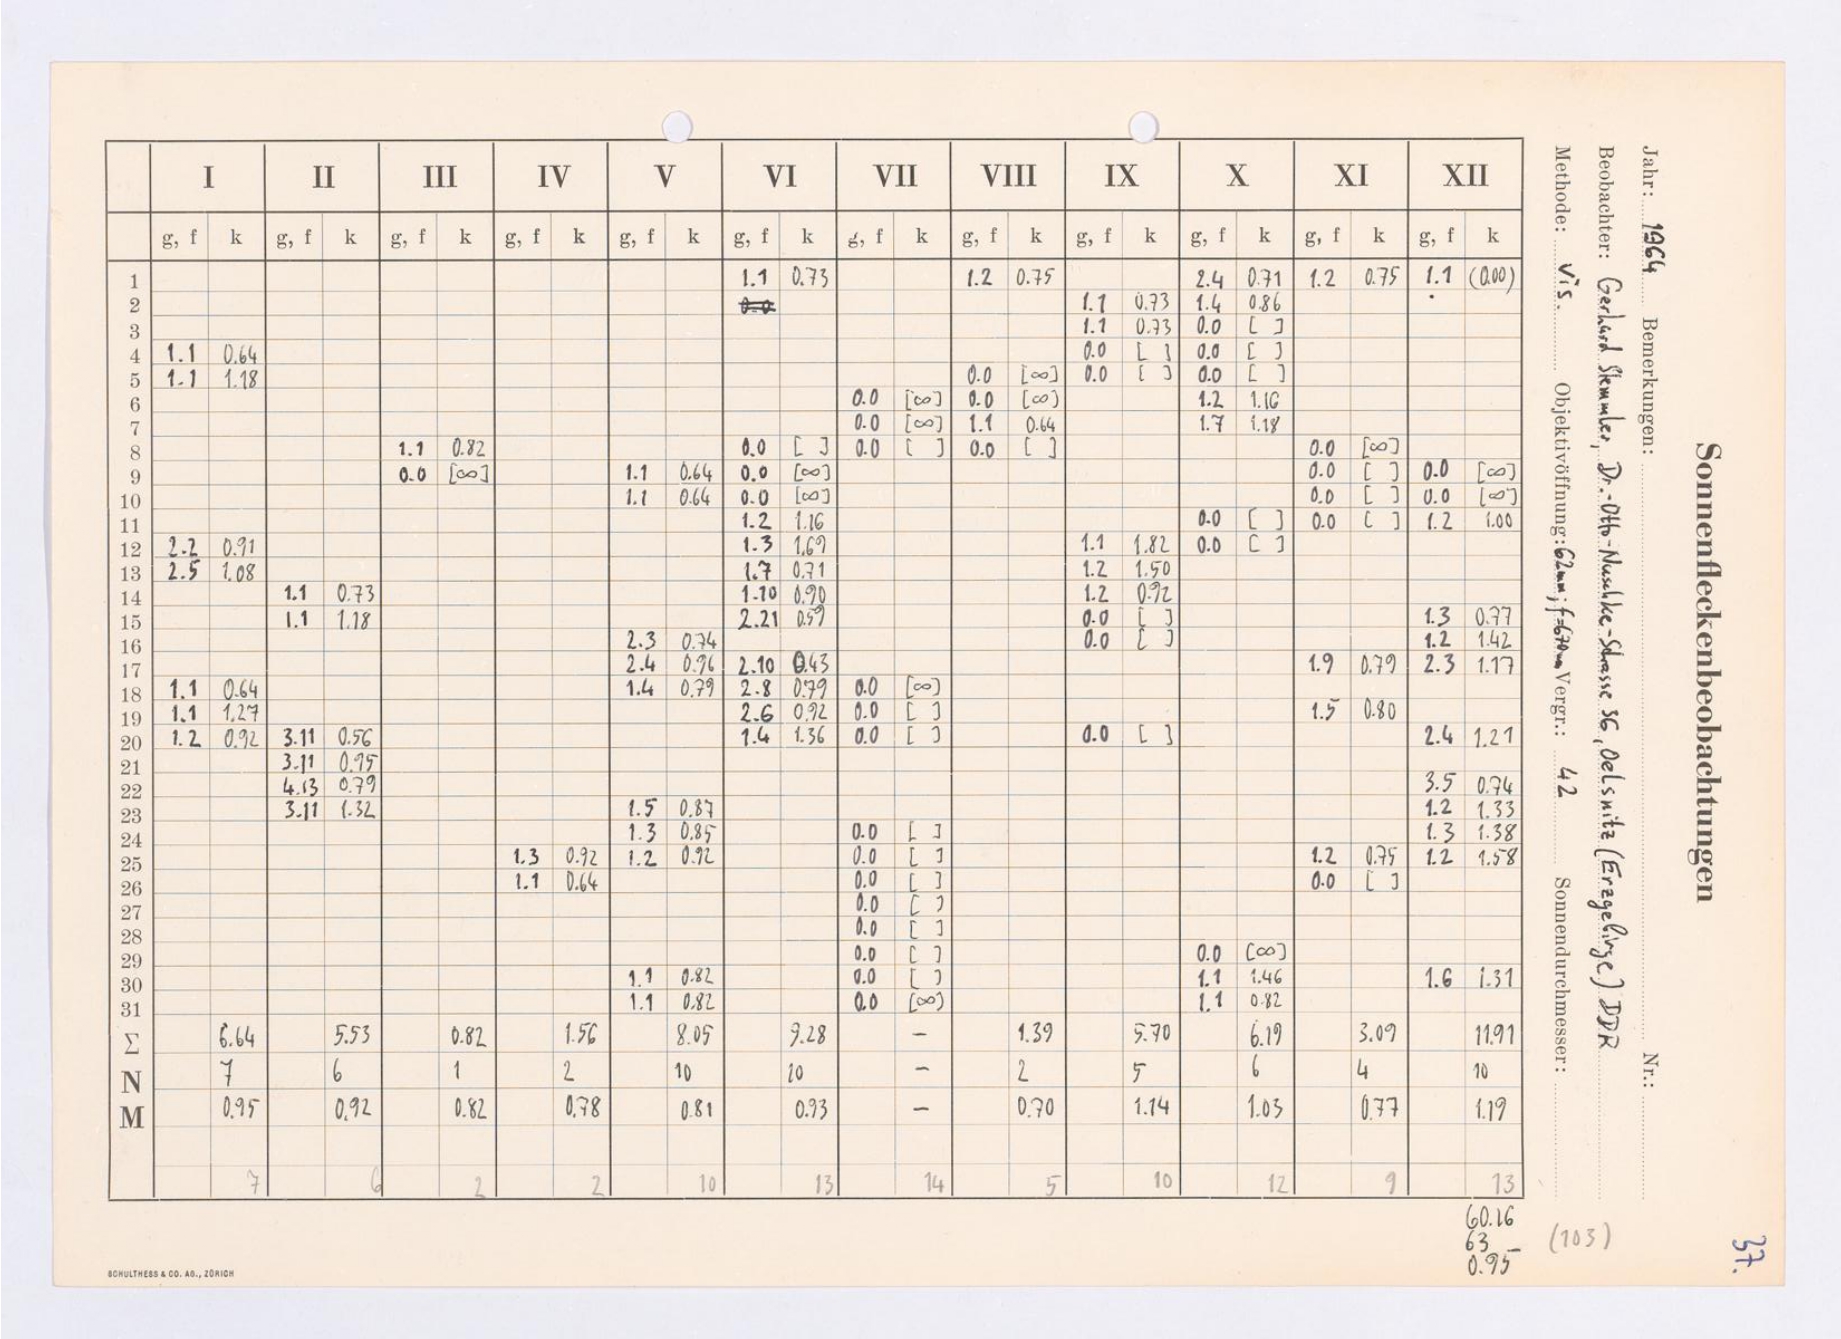 I II III IV V VI VII VIII IX X XI XII
g, f k g, f k g, f k g, f k g, f k g, f k g, f k g, f k g, f k g, f k g, f k g, f k
1 1.1 0.73 1.2 0.75 2.4 0.71 1.2 0.75 1.1 (0.00)
2 0.0 1.1 0.73 1.4 0.86
3 1.1 0.73 0.0 [ ]
4 1.1 0.64 0.0 [ ] 0.0 [ ]
5 1.1 1.18 0.0 [∞] 0.0 [ ] 0.0 [ ]
6 0.0 [∞] 0.0 [∞] 1.2 1.16
7 0.0 [∞] 1.1 0.64 1.7 1.18
8 1.1 0.82 0.0 [ ] 0.0 [ ] 0.0 [ ] 0.0 [∞]
9 0.0 [∞] 1.1 0.64 0.0 [∞] 0.0 [ ] 0.0 [∞]
10 1.1 0.64 0.0 [∞] 0.0 [ ] 0.0 [∞]
11 1.2 1.16 0.0 [ ] 0.0 [ ] 1.2 1.00
12 2.2 0.91 1.3 1.69 1.1 1.82 0.0 [ ]
13 2.5 1.08 1.7 0.71 1.2 1.50
14 1.1 0.73 1.10 0.90 1.2 0.92
15 1.1 1.18 2.21 0.59 0.0 [ ] 1.3 0.77
16 2.3 0.74 0.0 [ ] 1.2 1.42
17 2.4 0.96 2.10 0.43 1.9 0.79 2.3 1.17
18 1.1 0.64 1.4 0.79 2.8 0.79 0.0 [∞]
19 1.1 1.27 2.6 0.92 0.0 [ ] 1.5 0.80
20 1.2 0.92 3.11 0.56 1.4 1.36 0.0 [ ] 0.0 [ ] 2.4 1.21
21 3.11 0.95
22 4.13 0.79 3.5 0.74
23 3.11 1.32 1.5 0.87 1.2 1.33
24 1.3 0.85 0.0 [ ] 1.3 1.38
25 1.3 0.92 1.2 0.92 0.0 [ ] 1.2 0.75 1.2 1.58
26 1.1 0.64 0.0 [ ] 0.0 [ ]
27 0.0 [ ]
28 0.0 [ ]
29 0.0 [ ] 0.0 [∞]
30 1.1 0.82 0.0 [ ] 1.1 1.46 1.6 1.31
31 1.1 0.82 0.0 [∞] 1.1 0.82
Σ 6.64 5.53 0.82 1.56 8.05 9.28 – 1.39 5.70 6.19 3.09 11.91
N 7 6 1 2 10 10 – 2 5 6 4 10
M 0.95 0.92 0.82 0.78 0.81 0.93 – 0.70 1.14 1.03 0.77 1.19
7 6 2 2 10 13 14 5 10 12 9 13
60.16
63
0.95
(103)
SCHULTHESS & CO. AG., ZÜRICH
Sonnenfleckenbeobachtungen
Jahr: 1964 Bemerkungen: Nr.:
Beobachter: Gerhard Stemmler, Dr.-Otto-Nuschke-Strasse 36, Oelsnitz (Erzgebirge) DDR
Methode: vis. Objektivöffnung: 62mm; f=670mm Vergr.: 42 Sonnendurchmesser:
37.